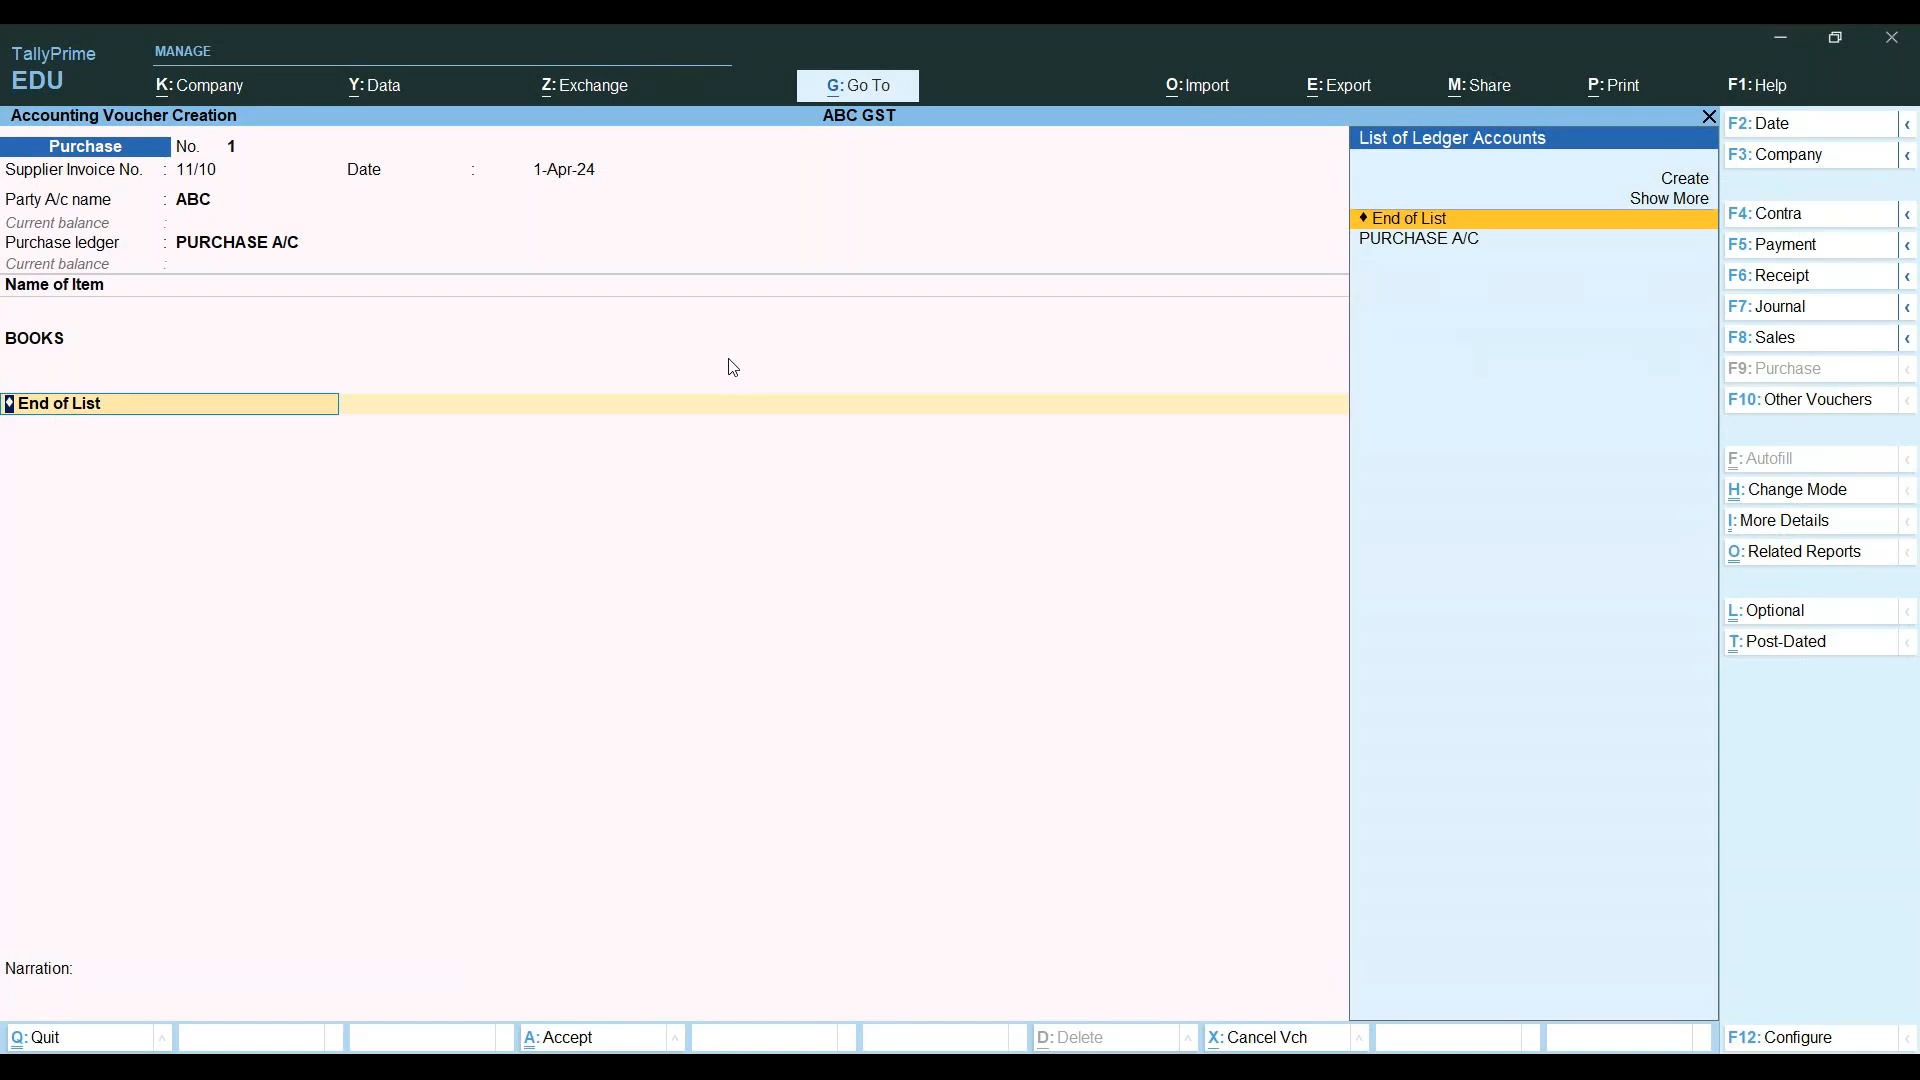 TallyPrime
EDU
MANAGE
K: Company
Y: Data
Z: Exchange
G: Go To
O: Import
E: Export
M: Share
P: Print
F1: Help
Accounting Voucher Creation
ABC GST
Purchase No. 1
Supplier Invoice No. : 11/10 Date : 1-Apr-24
Party A/c name : ABC
Current balance :
Purchase ledger : PURCHASE A/C
Current balance :
Name of Item
BOOKS
♦ End of List
Narration:
List of Ledger Accounts
Create
Show More
♦ End of List
PURCHASE A/C
F2: Date
F3: Company
F4: Contra
F5: Payment
F6: Receipt
F7: Journal
F8: Sales
F9: Purchase
F10: Other Vouchers
F: Autofill
H: Change Mode
I: More Details
O: Related Reports
L: Optional
T: Post-Dated
F12: Configure
Q: Quit
A: Accept
D: Delete
X: Cancel Vch